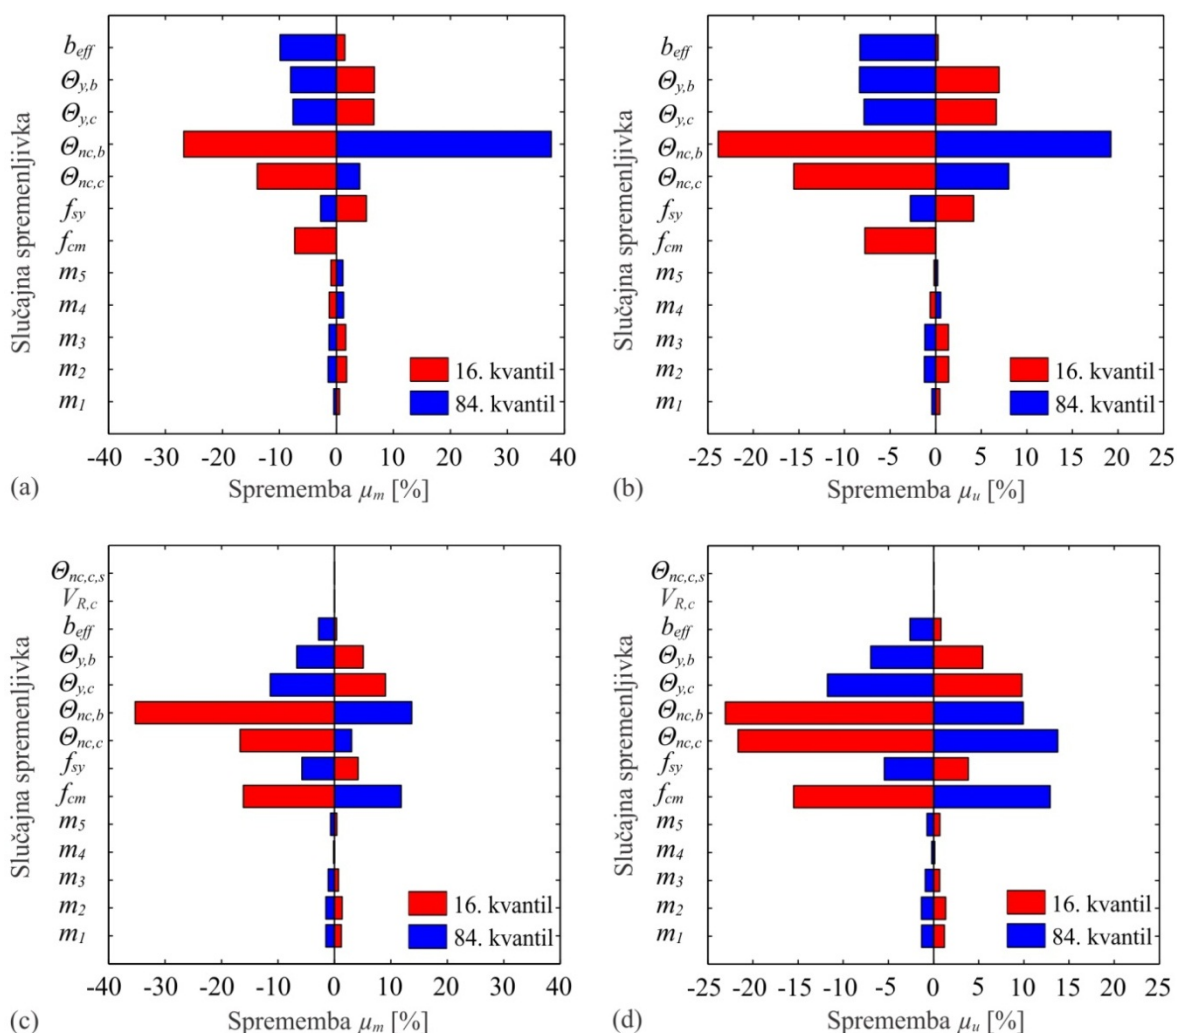 b_eff
Θ_y,b
Θ_y,c
Θ_nc,b
Θ_nc,c
f_sy
f_cm
m_5
m_4
m_3
m_2
m_1
Slučajna spremenljivka
16. kvantil
84. kvantil
-40 -30 -20 -10 0 10 20 30 40
(a) Sprememba μ_m [%]
b_eff
Θ_y,b
Θ_y,c
Θ_nc,b
Θ_nc,c
f_sy
f_cm
m_5
m_4
m_3
m_2
m_1
Slučajna spremenljivka
16. kvantil
84. kvantil
-25 -20 -15 -10 -5 0 5 10 15 20 25
(b) Sprememba μ_u [%]
Θ_nc,c,s
V_R,c
b_eff
Θ_y,b
Θ_y,c
Θ_nc,b
Θ_nc,c
f_sy
f_cm
m_5
m_4
m_3
m_2
m_1
Slučajna spremenljivka
16. kvantil
84. kvantil
-40 -30 -20 -10 0 10 20 30 40
(c) Sprememba μ_m [%]
Θ_nc,c,s
V_R,c
b_eff
Θ_y,b
Θ_y,c
Θ_nc,b
Θ_nc,c
f_sy
f_cm
m_5
m_4
m_3
m_2
m_1
Slučajna spremenljivka
16. kvantil
84. kvantil
-25 -20 -15 -10 -5 0 5 10 15 20 25
(d) Sprememba μ_u [%]